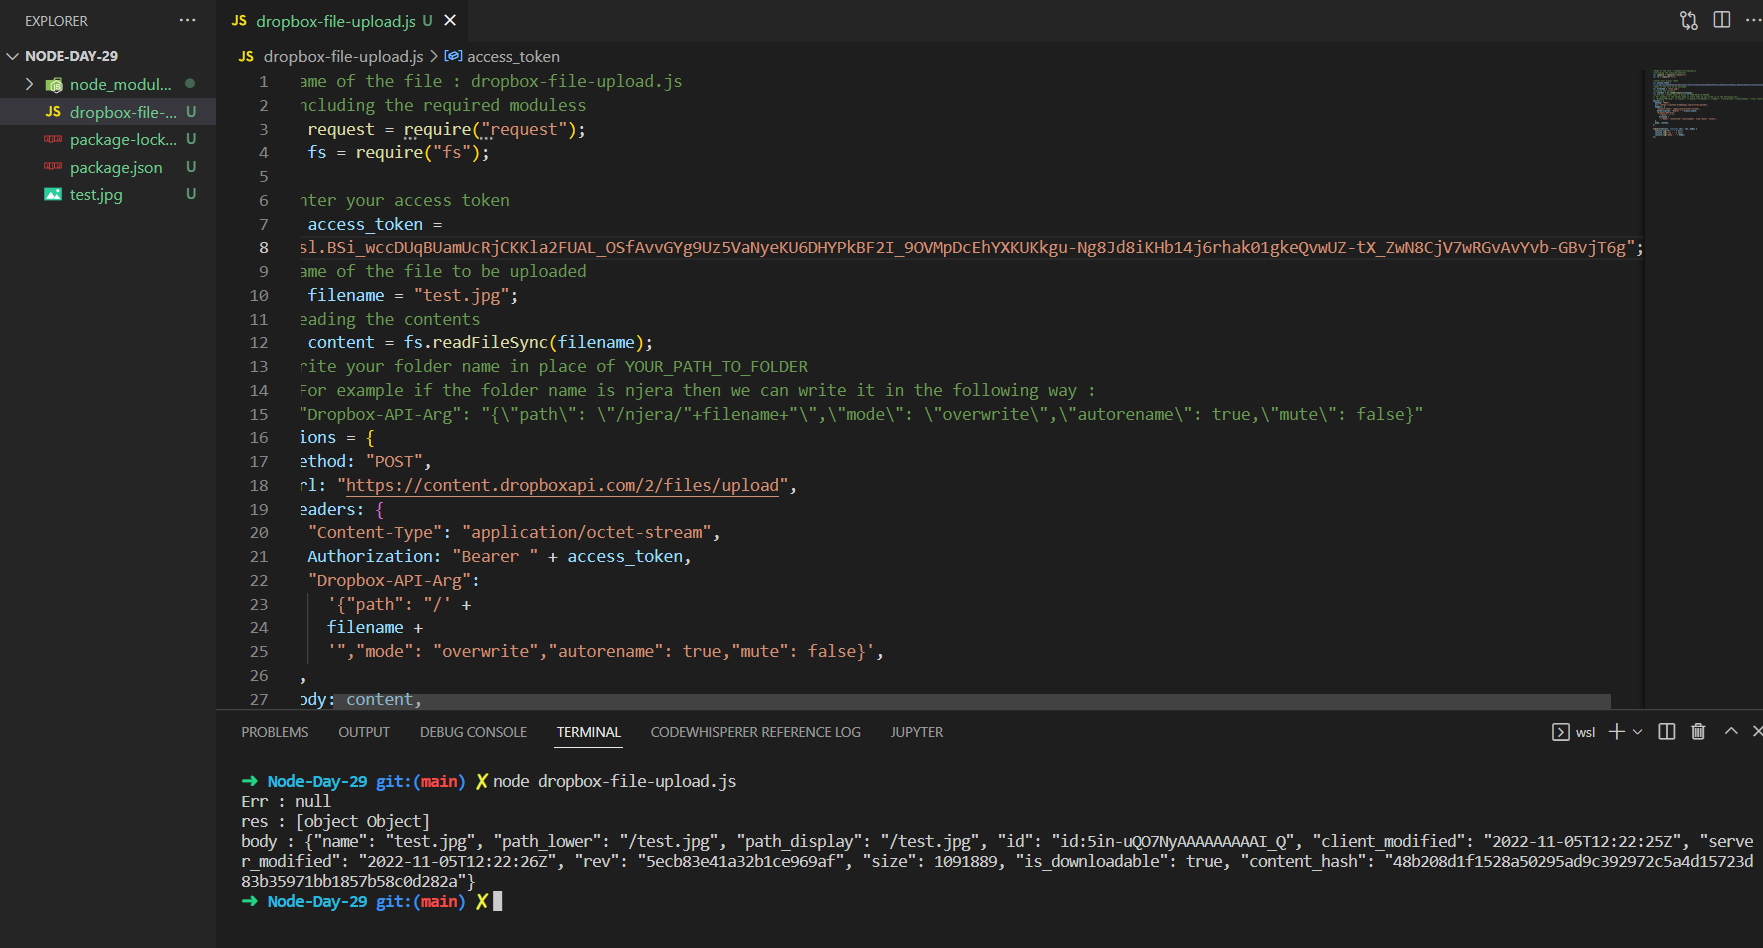 EXPLORER ...
NODE-DAY-29
node_modul...
JS dropbox-file-... U
package-lock... U
package.json U
test.jpg U
JS dropbox-file-upload.js U
JS dropbox-file-upload.js > access_token
1 ame of the file : dropbox-file-upload.js
2 ncluding the required moduless
3 request = require("request");
4 fs = require("fs");
5
6 nter your access token
7 access_token =
8 sl.BSi_wccDUqBUamUcRjCKKla2FUAL_OSfAvvGYg9Uz5VaNyeKU6DHYPkBF2I_9OVMpDcEhYXKUKkgu-Ng8Jd8iKHb14j6rhak01gkeQvwUZ-tX_ZwN8CjV7wRGvAvYvb-GBvjT6g";
9 ame of the file to be uploaded
10 filename = "test.jpg";
11 eading the contents
12 content = fs.readFileSync(filename);
13 rite your folder name in place of YOUR_PATH_TO_FOLDER
14 For example if the folder name is njera then we can write it in the following way :
15 "Dropbox-API-Arg": "{\"path\": \"/njera/"+filename+"\",\"mode\": \"overwrite\",\"autorename\": true,\"mute\": false}"
16 ions = {
17 ethod: "POST",
18 rl: "https://content.dropboxapi.com/2/files/upload",
19 eaders: {
20 "Content-Type": "application/octet-stream",
21 Authorization: "Bearer " + access_token,
22 "Dropbox-API-Arg":
23 '{"path": "/' +
24 filename +
25 '","mode": "overwrite","autorename": true,"mute": false}',
26 ,
27 ody: content,
PROBLEMS OUTPUT DEBUG CONSOLE TERMINAL CODEWHISPERER REFERENCE LOG JUPYTER wsl
➜ Node-Day-29 git:(main) ✗ node dropbox-file-upload.js
Err : null
res : [object Object]
body : {"name": "test.jpg", "path_lower": "/test.jpg", "path_display": "/test.jpg", "id": "id:5in-uQO7NyAAAAAAAAAI_Q", "client_modified": "2022-11-05T12:22:25Z", "serve
r_modified": "2022-11-05T12:22:26Z", "rev": "5ecb83e41a32b1ce969af", "size": 1091889, "is_downloadable": true, "content_hash": "48b208d1f1528a50295ad9c392972c5a4d15723d
83b35971bb1857b58c0d282a"}
➜ Node-Day-29 git:(main) ✗